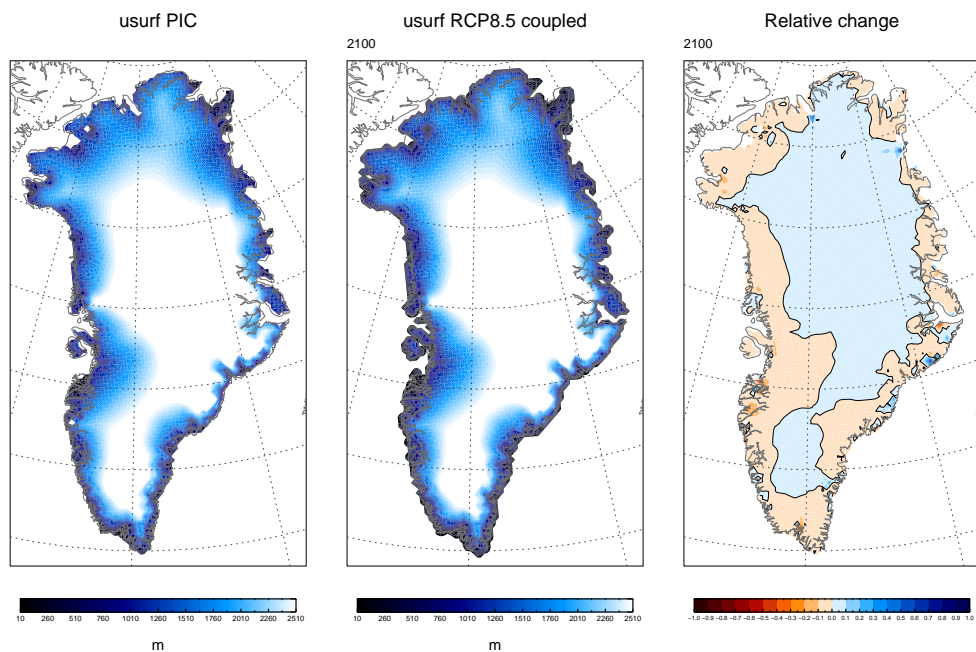 usurf PIC
usurf RCP8.5 coupled
Relative change
2100
2100
10 260 510 760 1010 1260 1510 1760 2010 2260 2510
10 260 510 760 1010 1260 1510 1760 2010 2260 2510
−1.0 −0.9 −0.8 −0.7 −0.6 −0.5 −0.4 −0.3 −0.2 −0.1 0.0 0.1 0.2 0.3 0.4 0.5 0.6 0.7 0.8 0.9 1.0
m
m